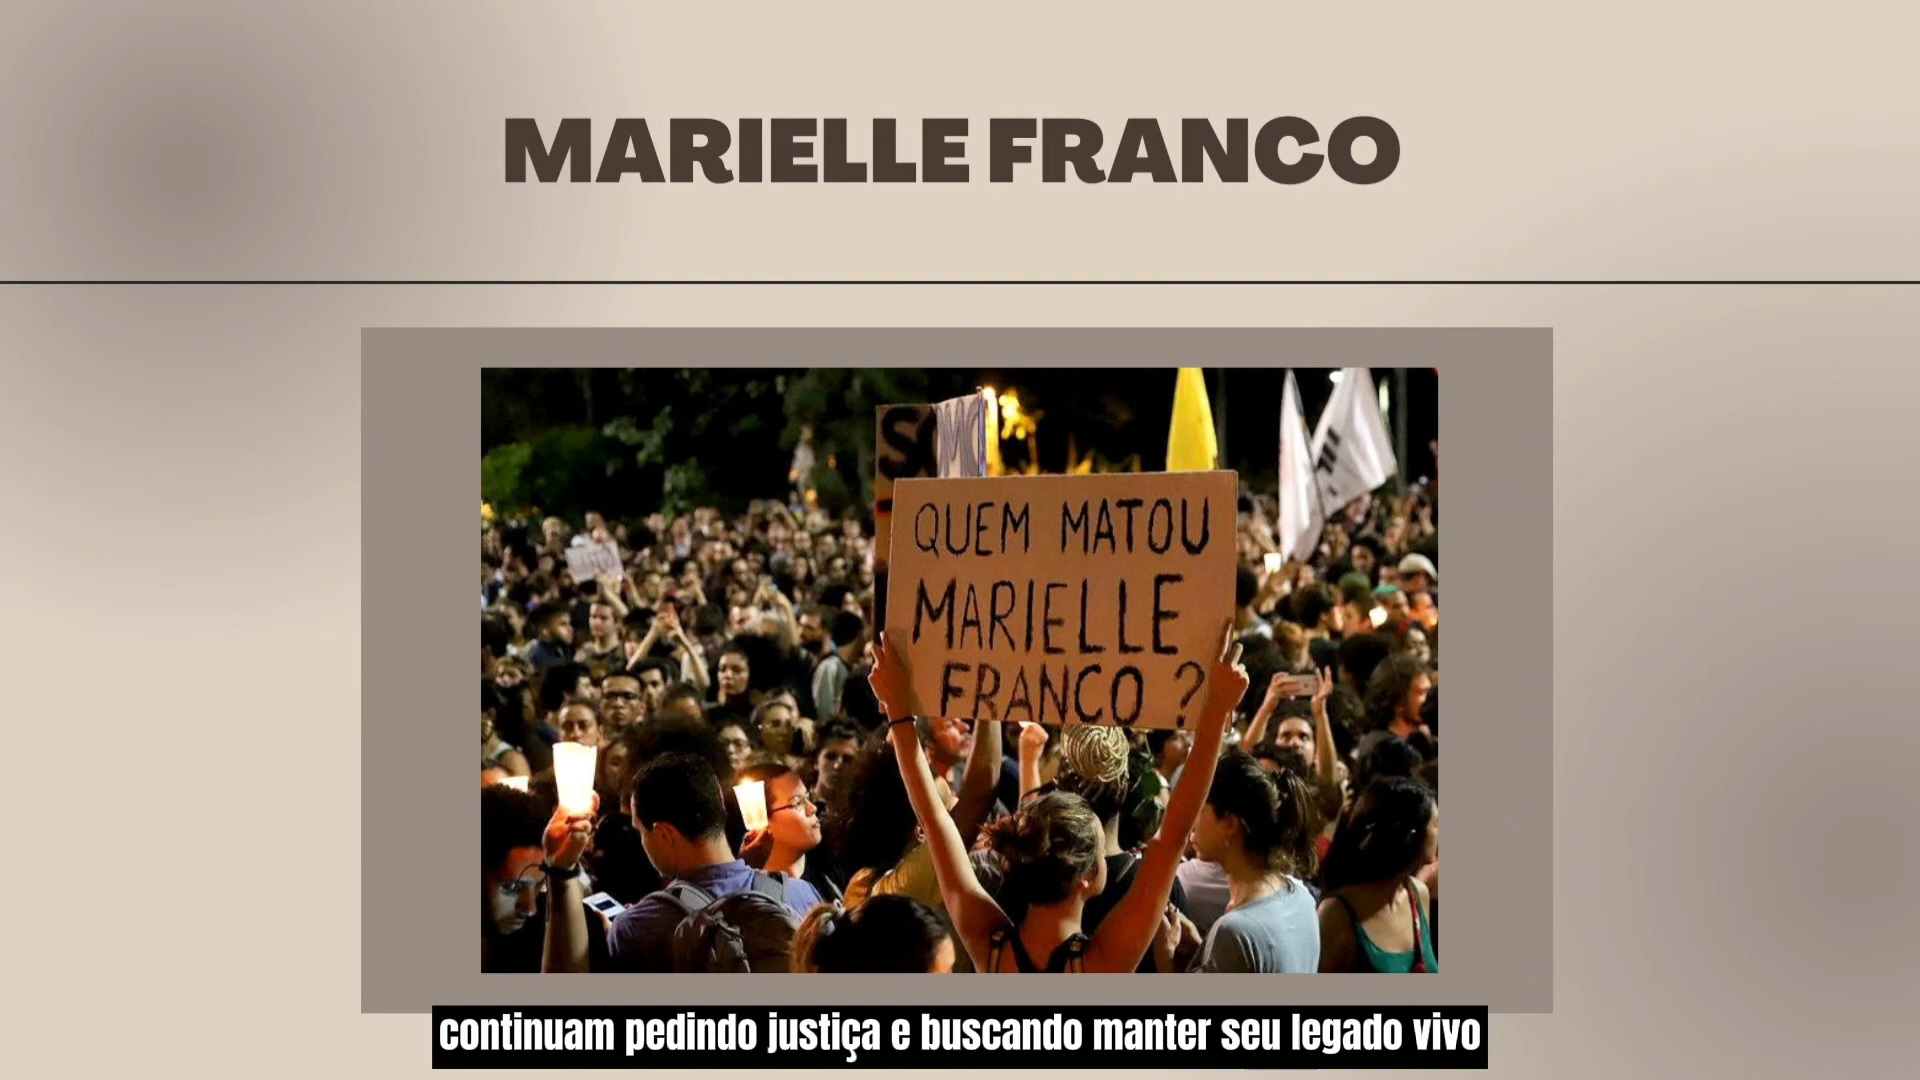 MARIELLE FRANCO
QUEM MATOU
MARIELLE
FRANCO ?
continuam pedindo justiça e buscando manter seu legado vivo